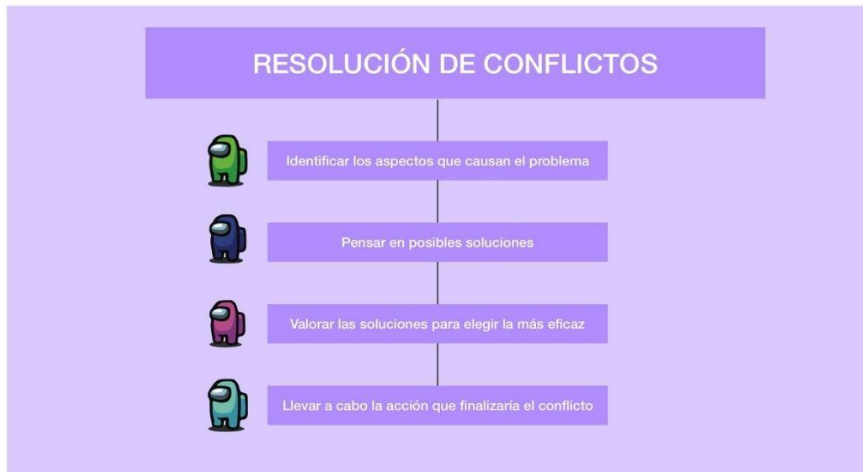 RESOLUCIÓN DE CONFLICTOS
Identificar los aspectos que causan el problema
Pensar en posibles soluciones
Valorar las soluciones para elegir la más eficaz
Llevar a cabo la acción que finalizaría el conflicto